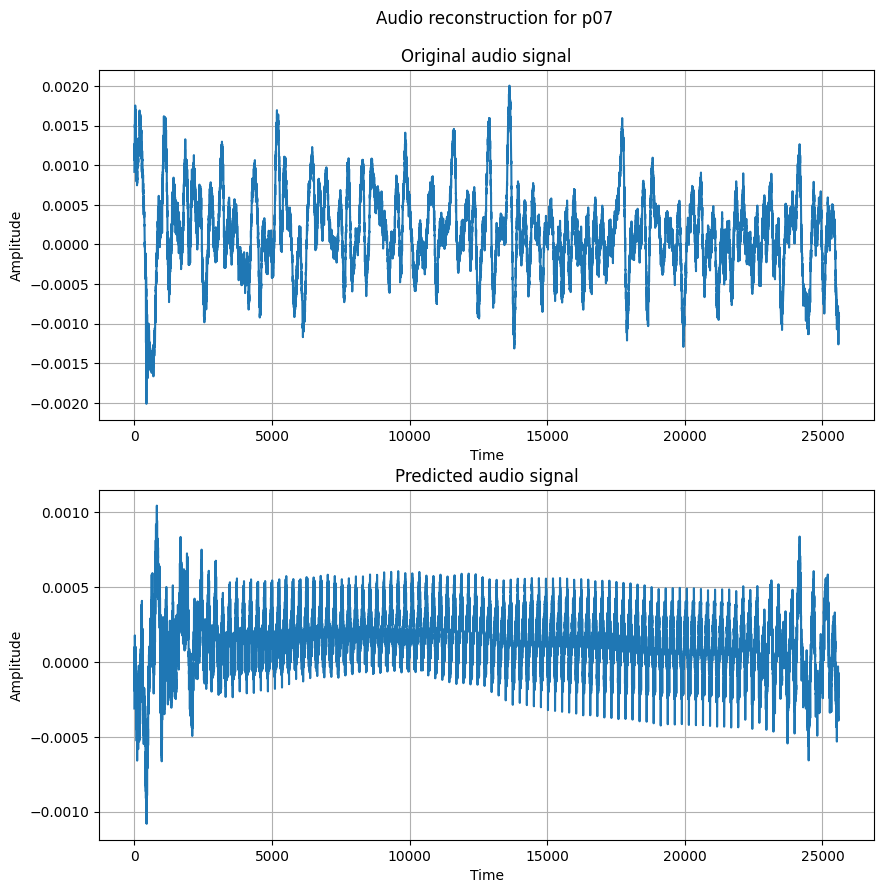 Audio reconstruction for p07
Original audio signal
0.0020
0.0015
0.0010
0.0005
0.0000
−0.0005
−0.0010
−0.0015
−0.0020
Amplitude
0 5000 10000 15000 20000 25000
Time
Predicted audio signal
0.0010
0.0005
0.0000
−0.0005
−0.0010
Amplitude
0 5000 10000 15000 20000 25000
Time